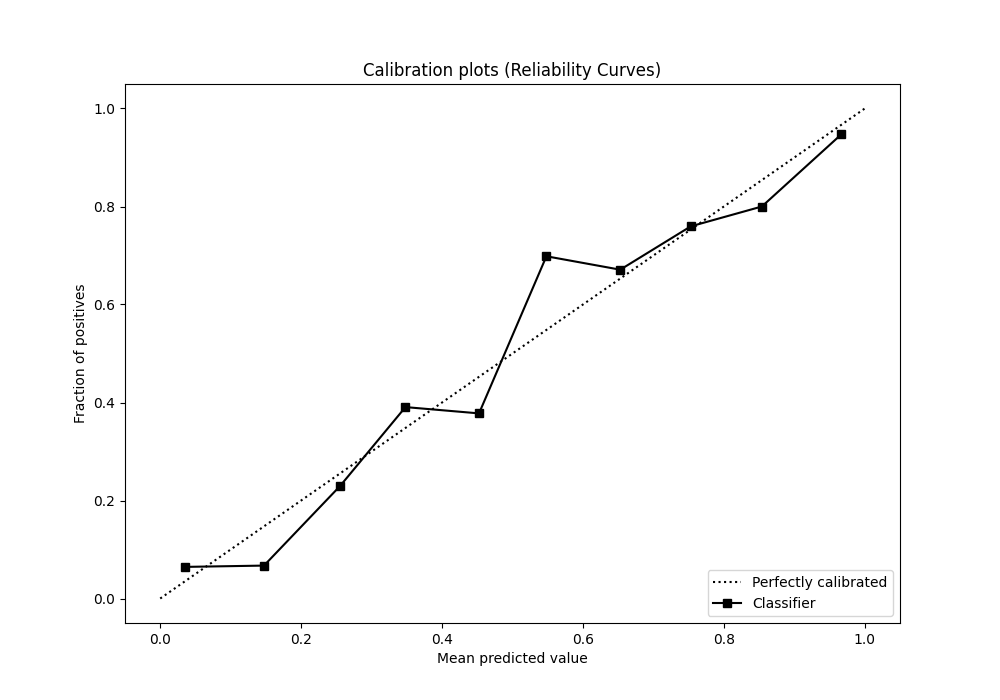 Calibration plots (Reliability Curves)
1.0
0.8
0.6
0.4
0.2
0.0
Fraction of positives
0.0 0.2 0.4 0.6 0.8 1.0
Mean predicted value
Perfectly calibrated
Classifier